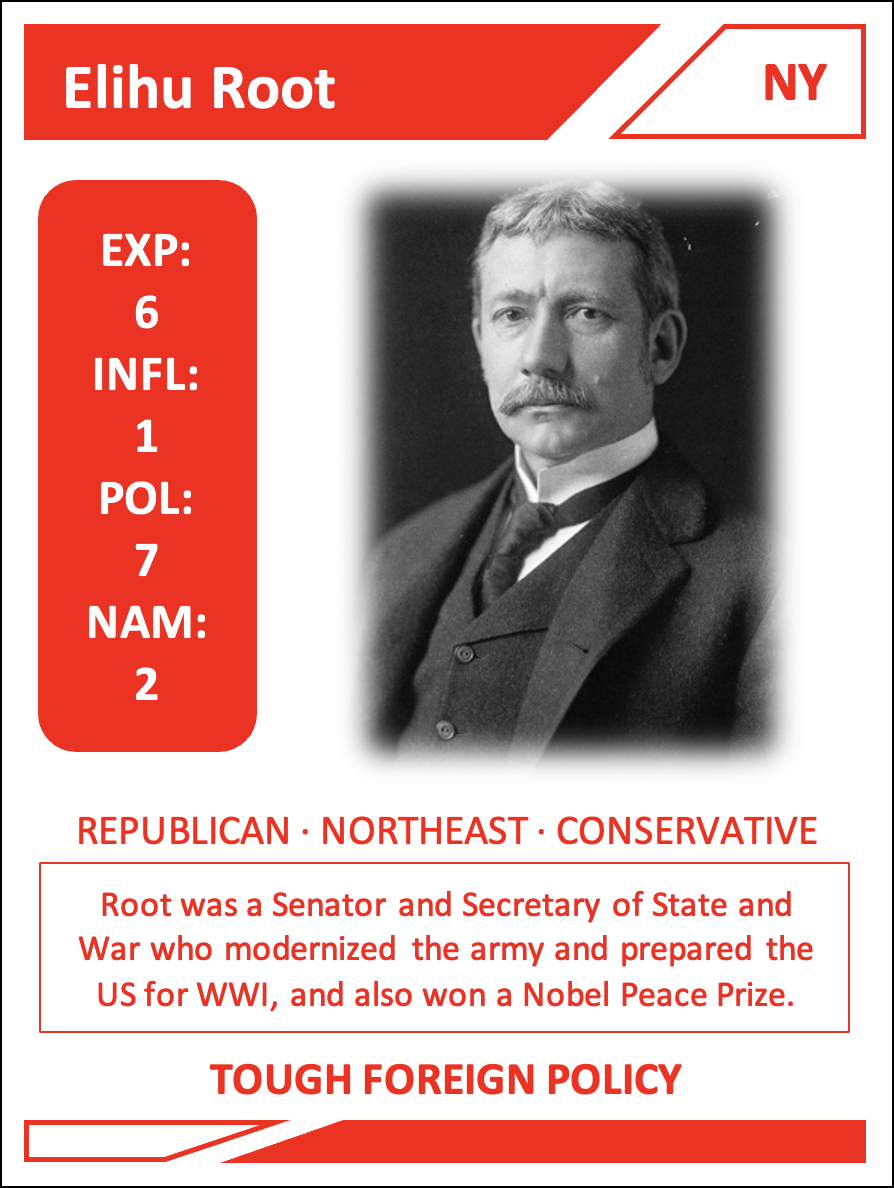 Elihu Root
NY
EXP:
6
INFL:
1
POL:
7
NAM:
2
REPUBLICAN · NORTHEAST · CONSERVATIVE
Root was a Senator and Secretary of State and
War who modernized the army and prepared the
US for WWI, and also won a Nobel Peace Prize.
TOUGH FOREIGN POLICY